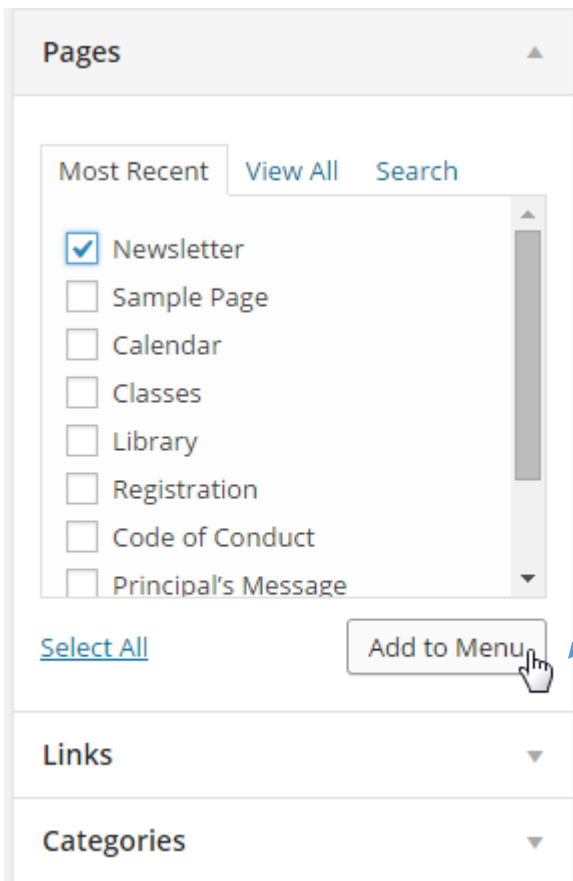 Pages
Most Recent View All Search
Newsletter
Sample Page
Calendar
Classes
Library
Registration
Code of Conduct
Principal's Message
Select All Add to Menu
Links
Categories